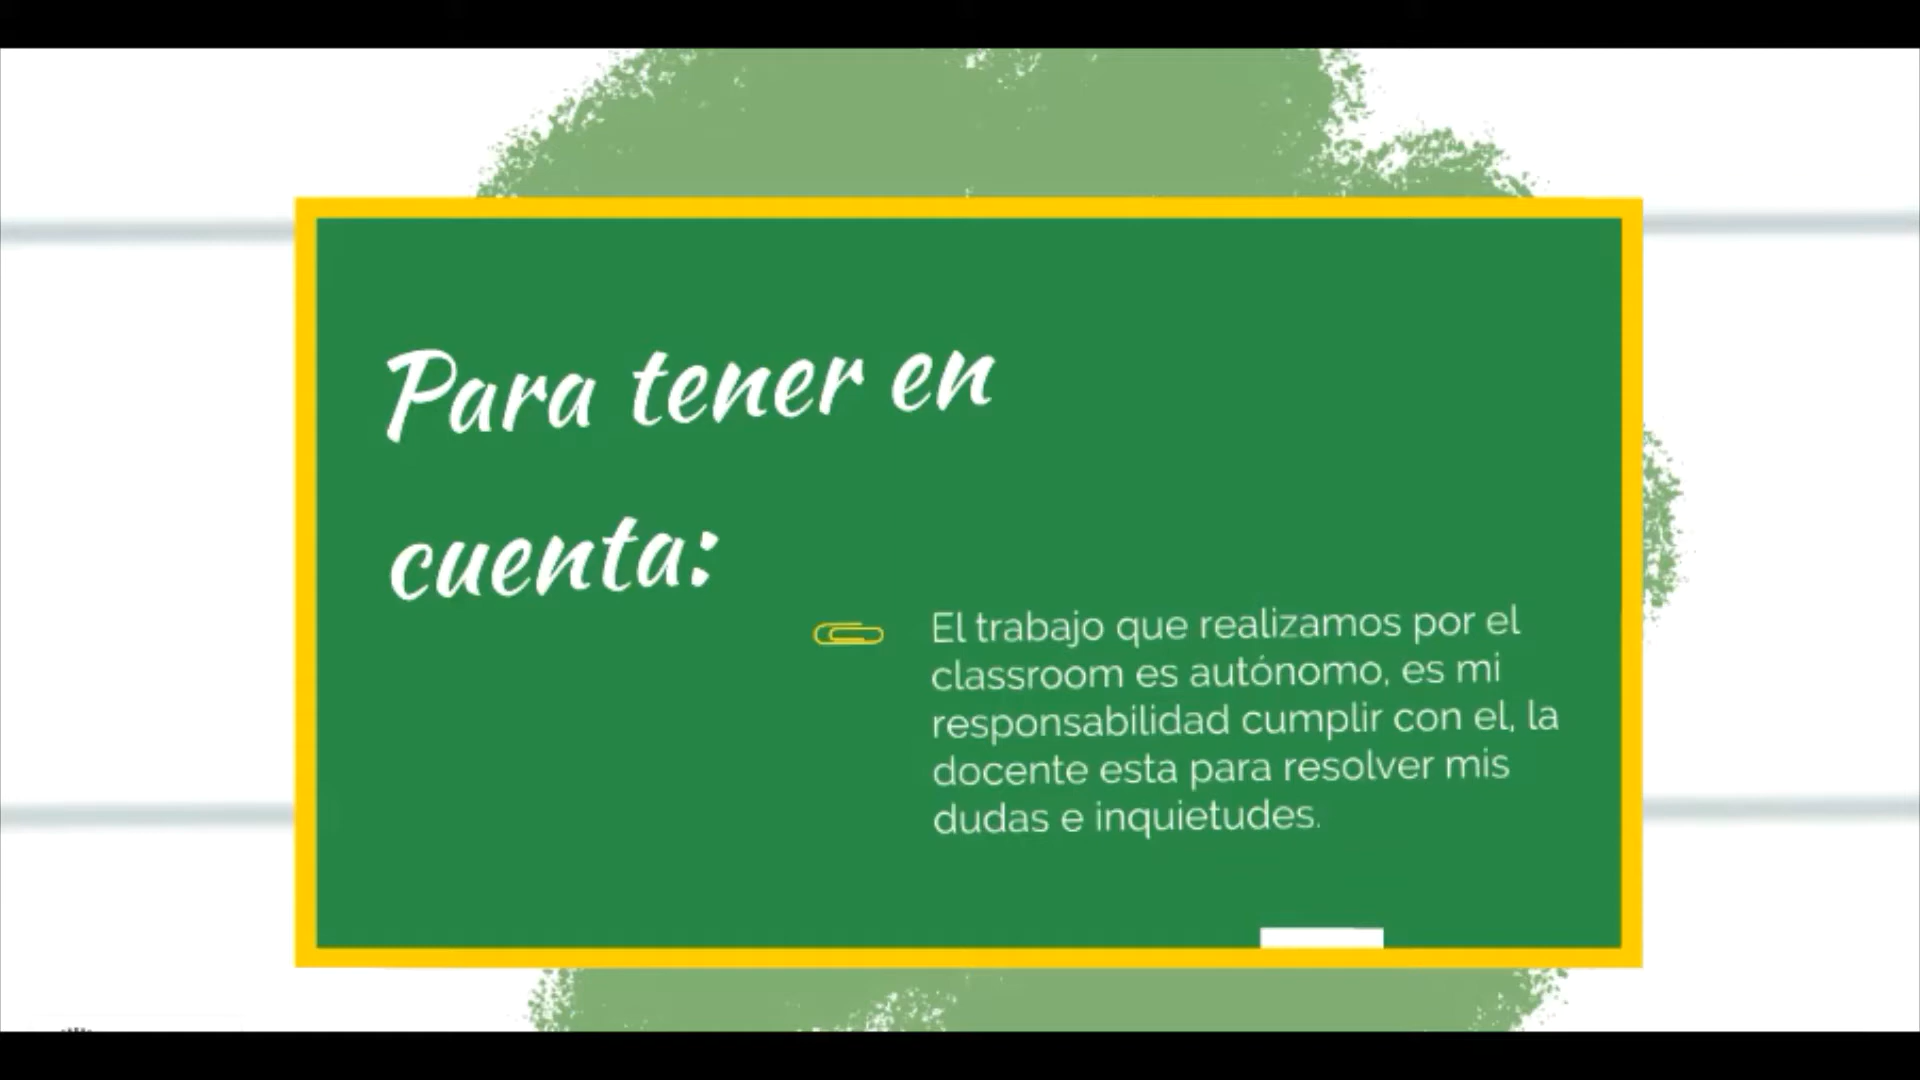 Para tener en
cuenta:
El trabajo que realizamos por el
classroom es autónomo, es mi
responsabilidad cumplir con el, la
docente esta para resolver mis
dudas e inquietudes.